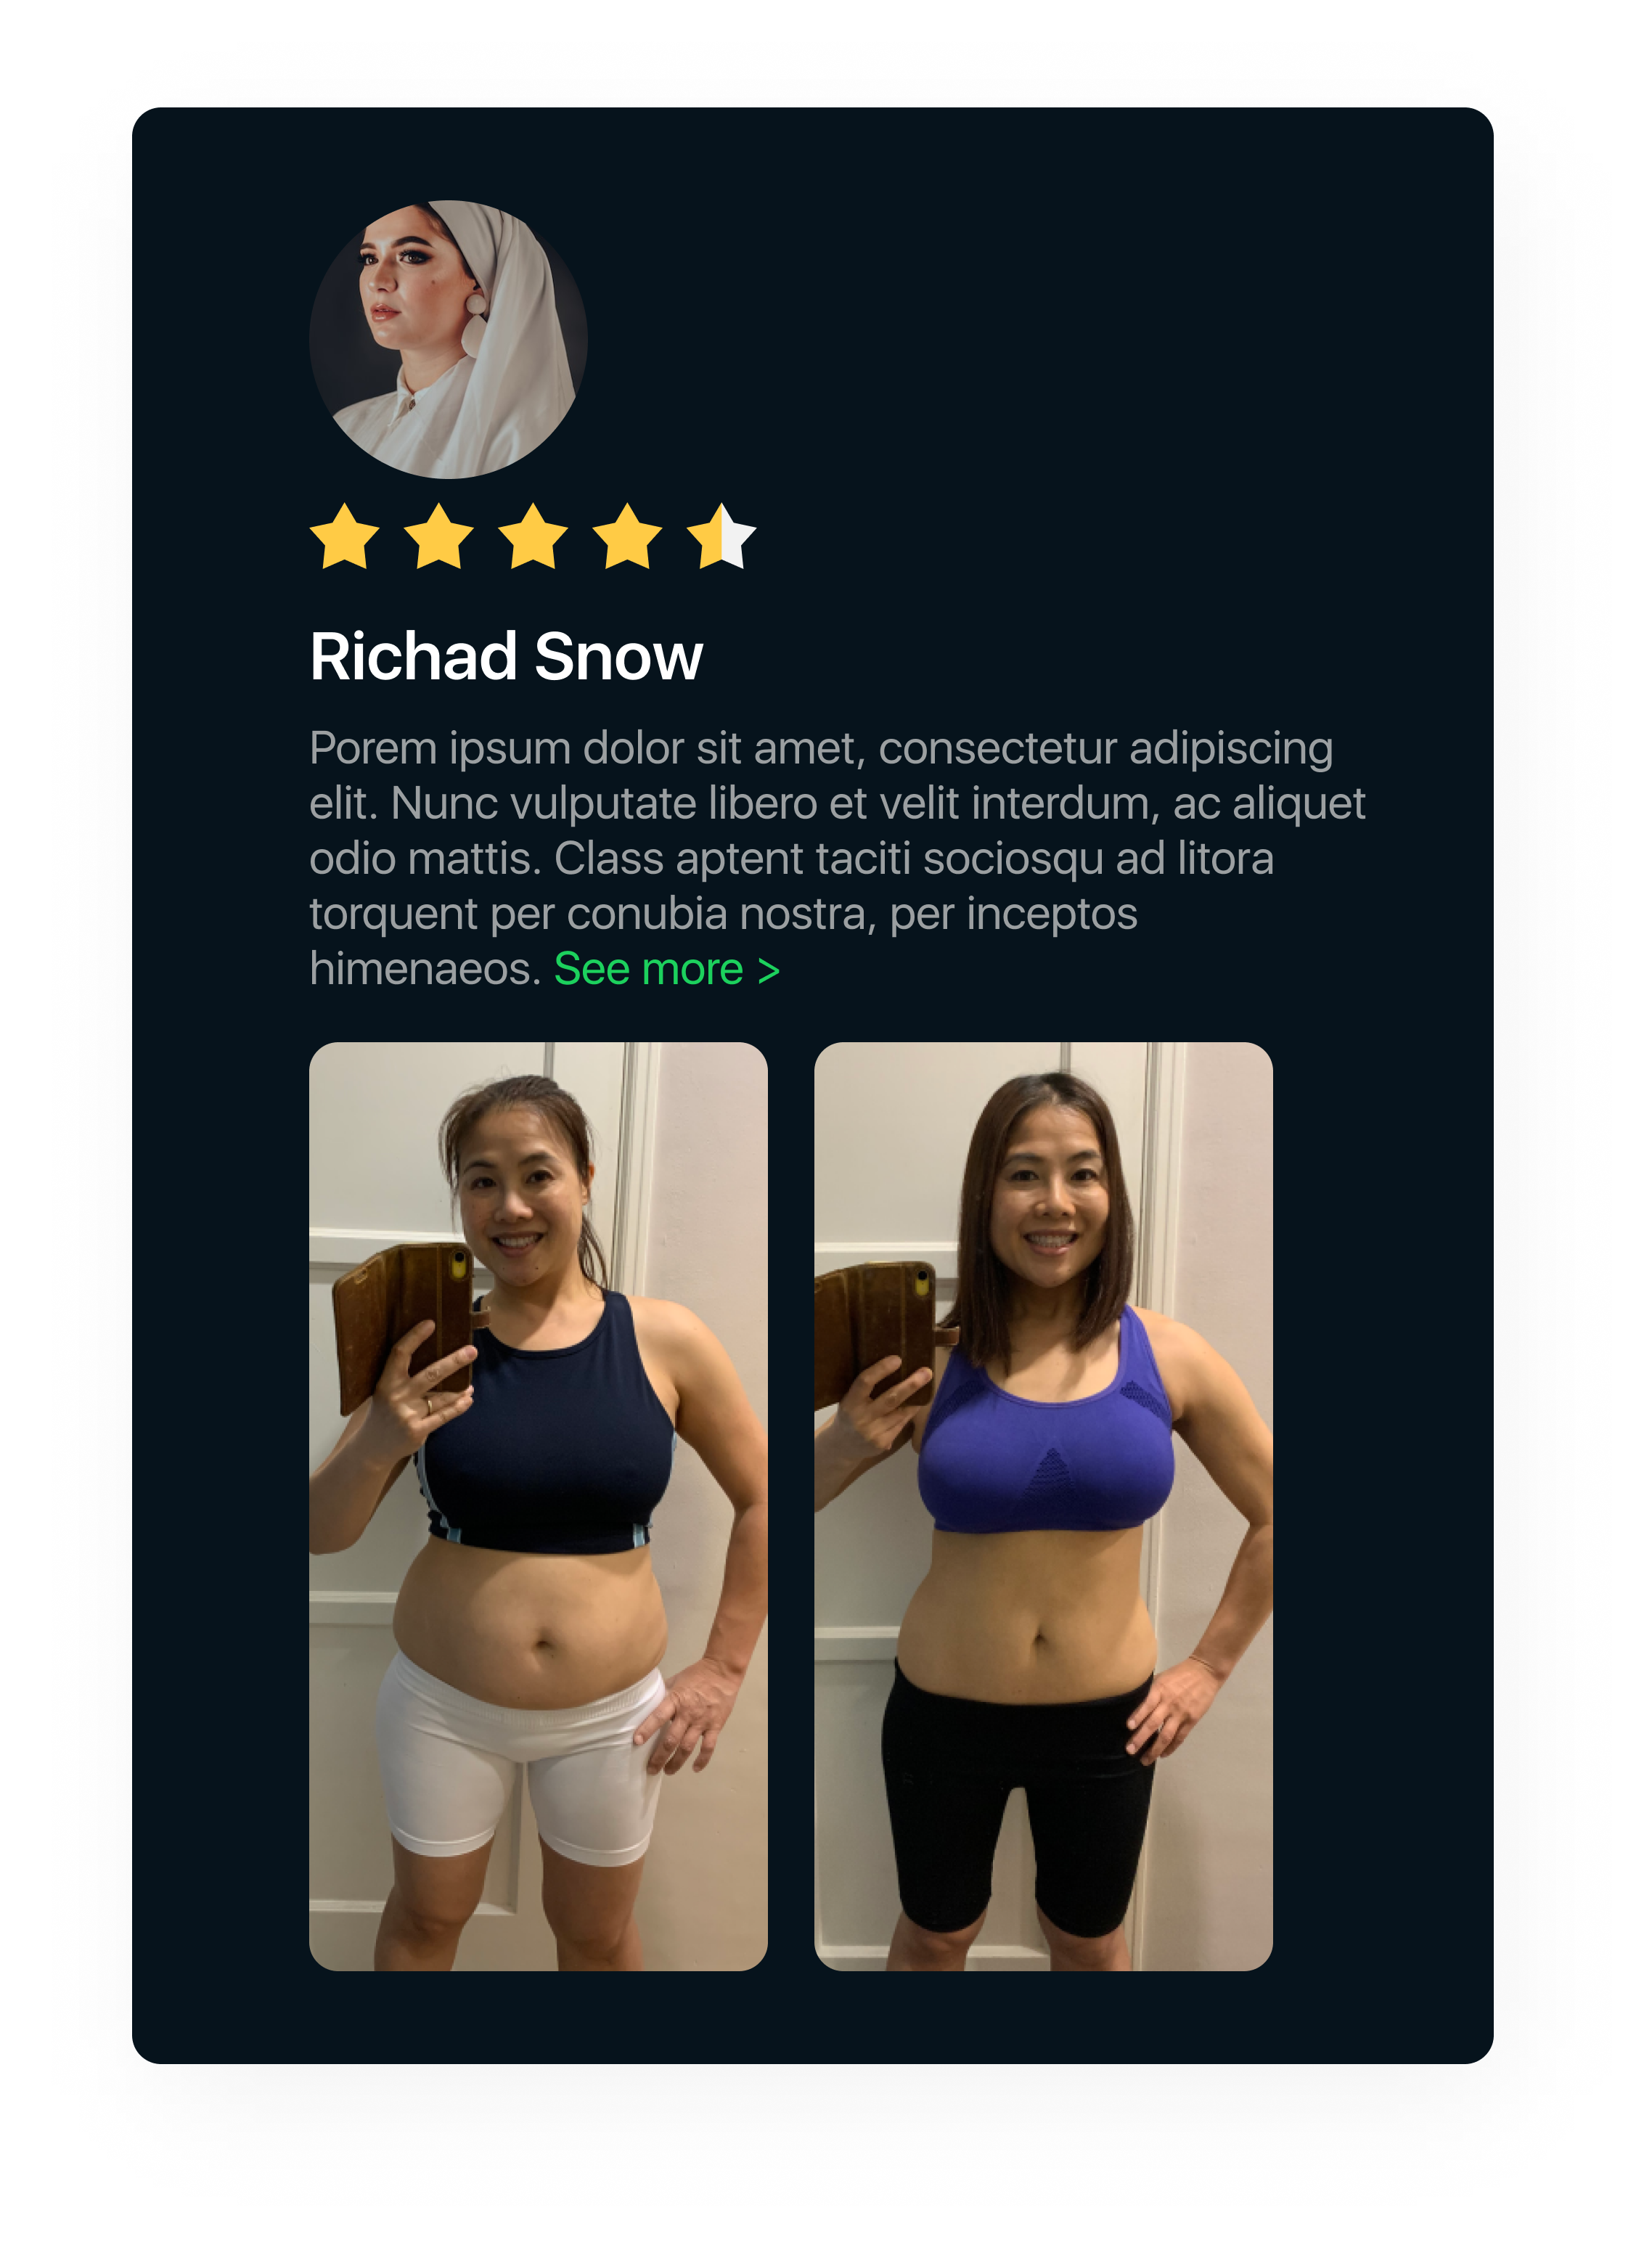 Richad Snow
Porem ipsum dolor sit amet, consectetur adipiscing
elit. Nunc vulputate libero et velit interdum, ac aliquet
odio mattis. Class aptent taciti sociosqu ad litora
torquent per conubia nostra, per inceptos
himenaeos. See more >